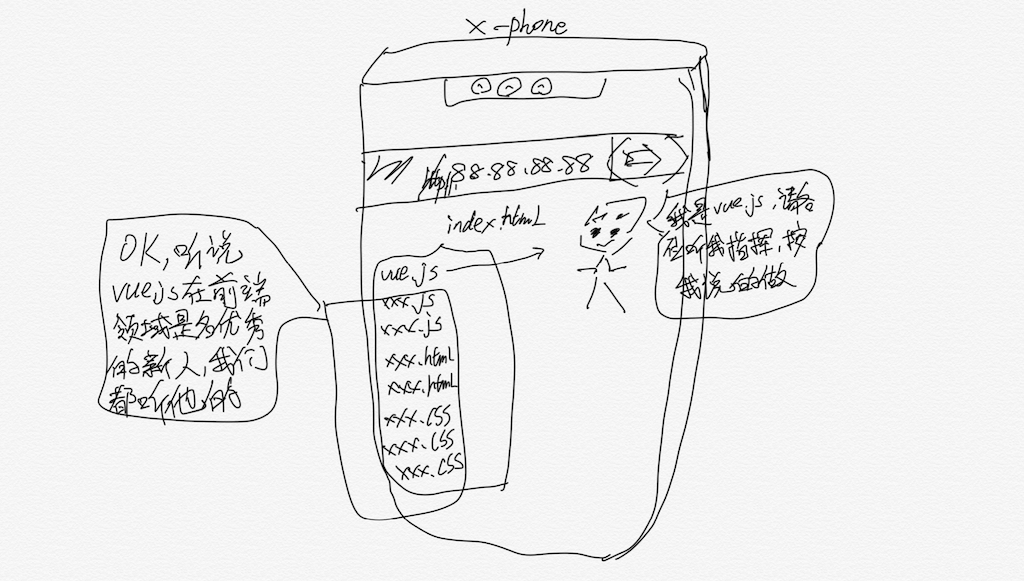 x-phone
http://88.88.88.88
index.html
我是vue.js,请各
位听我指挥,按
我说的做
vue.js
xxx.js
xxx.js
xxx.html
xxx.html
xxx.css
xxx.css
xxx.css
OK,听说
vuejs在前端
领域是名优秀
的新人,我们
都听他的